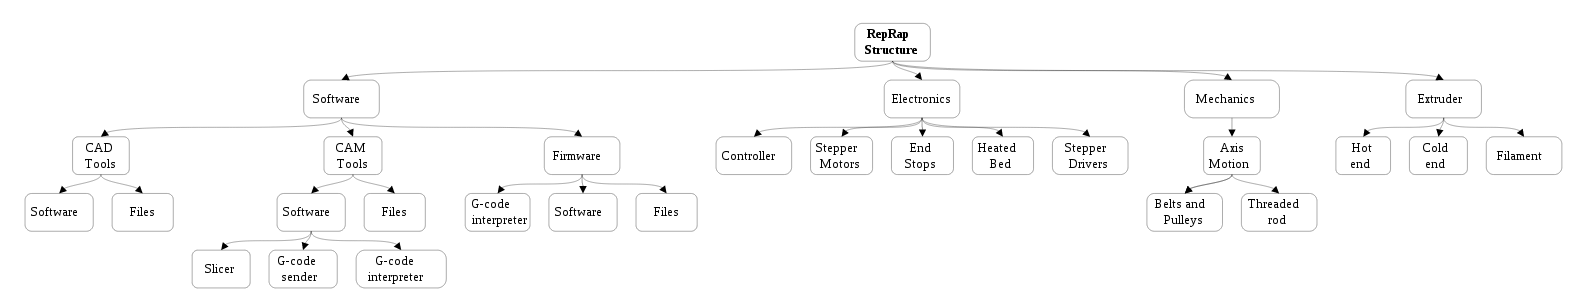 RepRap
Structure
Software
Electronics
Mechanics
Extruder
CAD
Tools
CAM
Tools
Firmware
Controller
Stepper
Motors
End
Stops
Heated
Bed
Stepper
Drivers
Axis
Motion
Hot
end
Cold
end
Filament
Software
Files
Software
Files
G-code
interpreter
Software
Files
Belts and
Pulleys
Threaded
rod
Slicer
G-code
sender
G-code
interpreter